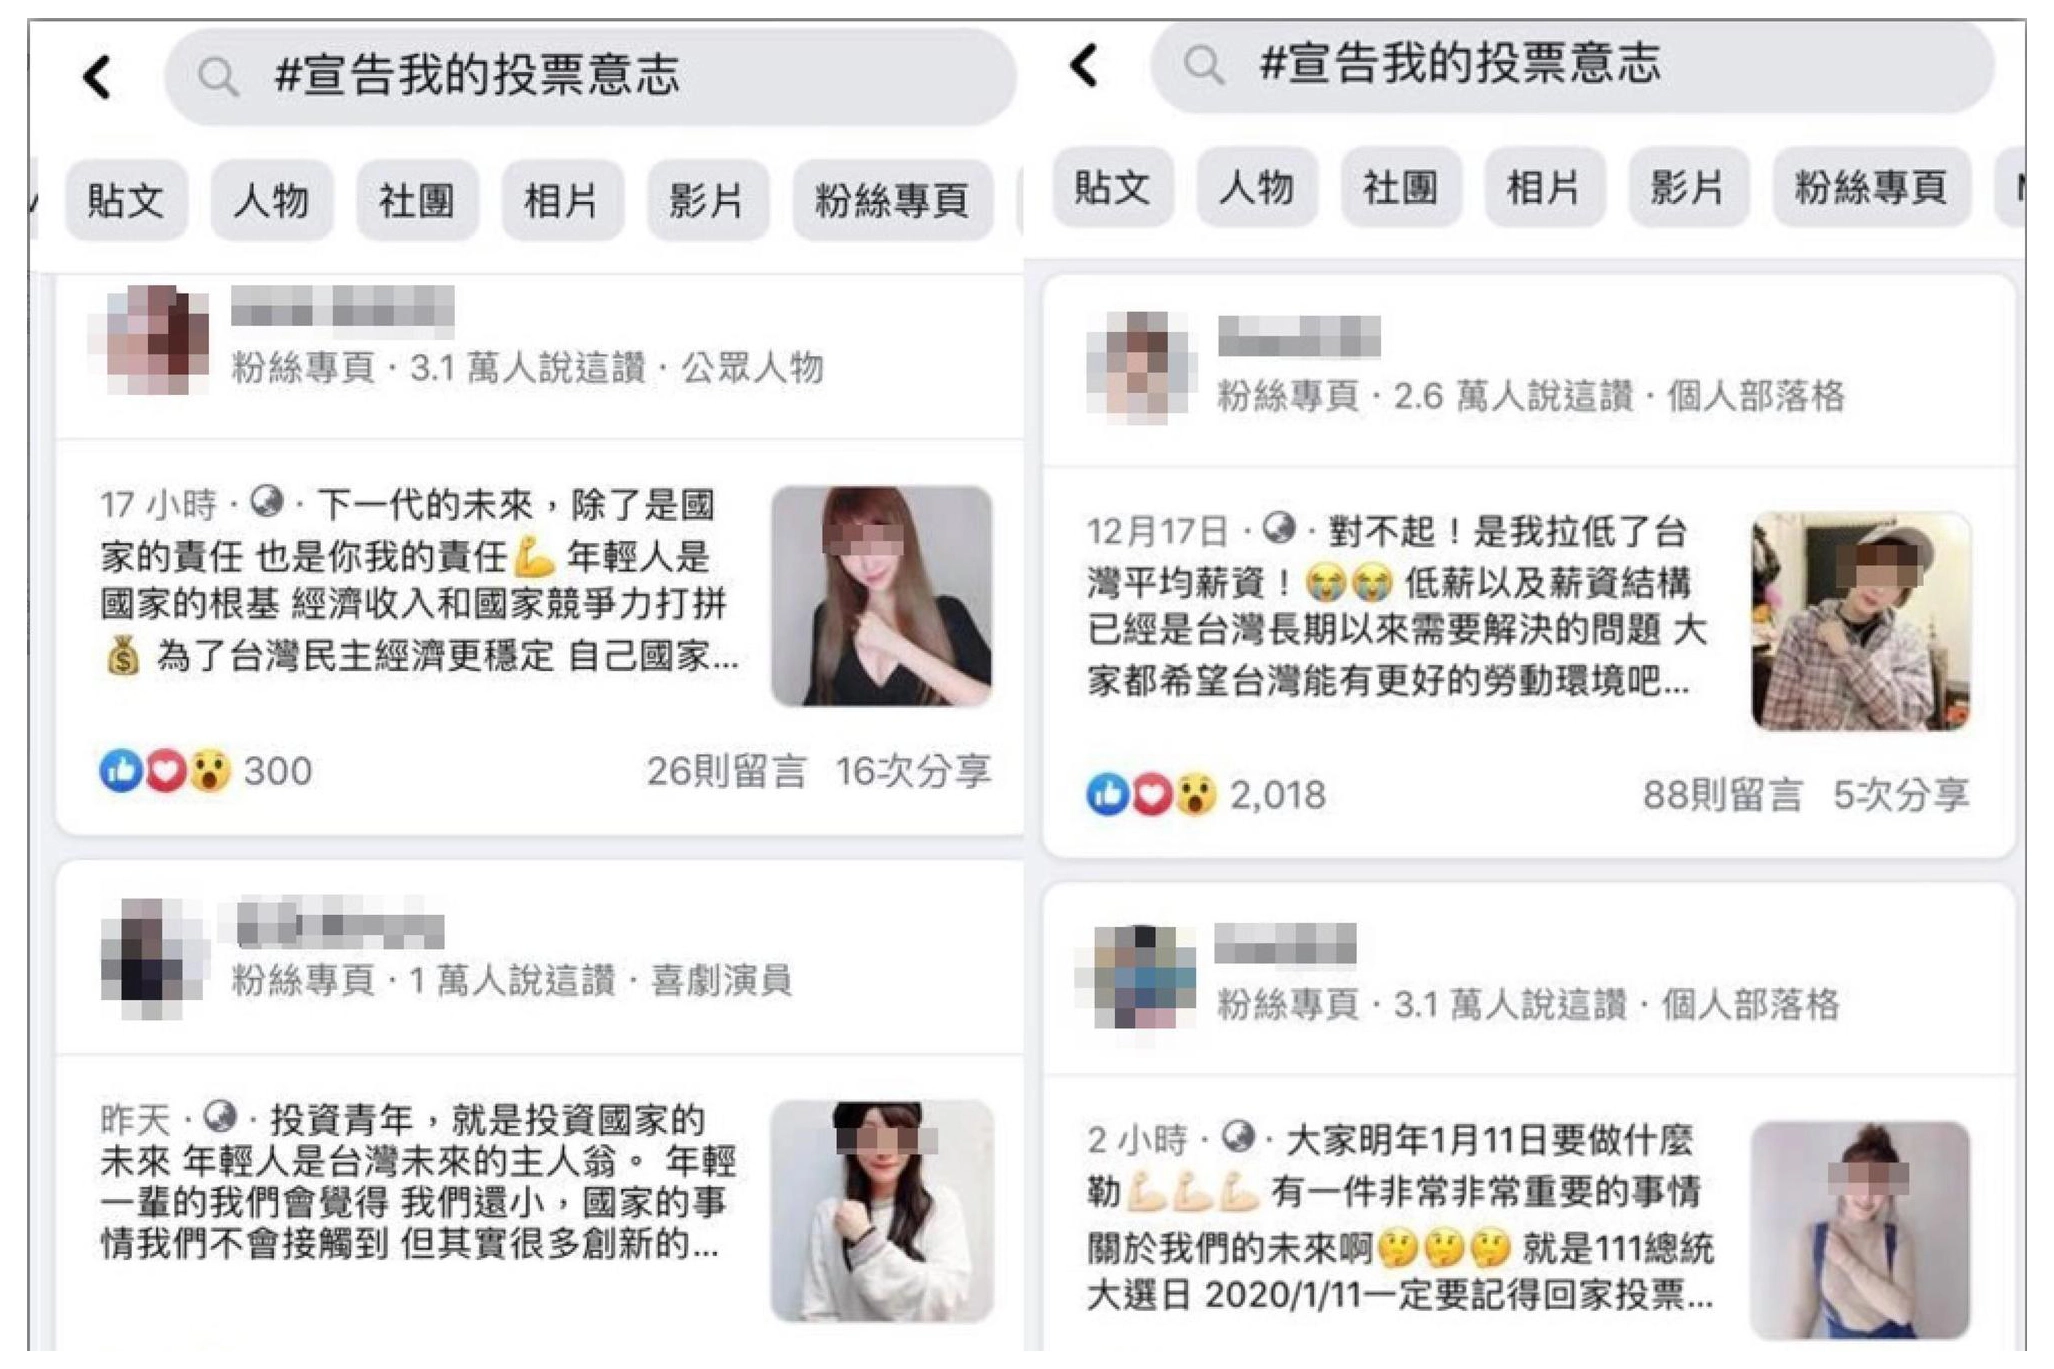 #宣告我的投票意志
貼文 人物 社團 相片 影片 粉絲專頁
粉絲專頁 · 3.1 萬人說這讚 · 公眾人物
17 小時 · · 下一代的未來，除了是國
家的責任 也是你我的責任💪 年輕人是
國家的根基 經濟收入和國家競爭力打拼
💰 為了台灣民主經濟更穩定 自己國家...
300 26則留言 16次分享
粉絲專頁 · 1 萬人說這讚 · 喜劇演員
昨天 · · 投資青年，就是投資國家的
未來 年輕人是台灣未來的主人翁。 年輕
一輩的我們會覺得 我們還小，國家的事
情我們不會接觸到 但其實很多創新的...
#宣告我的投票意志
貼文 人物 社團 相片 影片 粉絲專頁
粉絲專頁 · 2.6 萬人說這讚 · 個人部落格
12月17日 · · 對不起！是我拉低了台
灣平均薪資！😭😭 低薪以及薪資結構
已經是台灣長期以來需要解決的問題 大
家都希望台灣能有更好的勞動環境吧...
2,018 88則留言 5次分享
粉絲專頁 · 3.1 萬人說這讚 · 個人部落格
2 小時 · · 大家明年1月11日要做什麼
勒💪🏻💪🏻💪🏻 有一件非常非常重要的事情
關於我們的未來啊🤔🤔🤔 就是111總統
大選日 2020/1/11一定要記得回家投票...